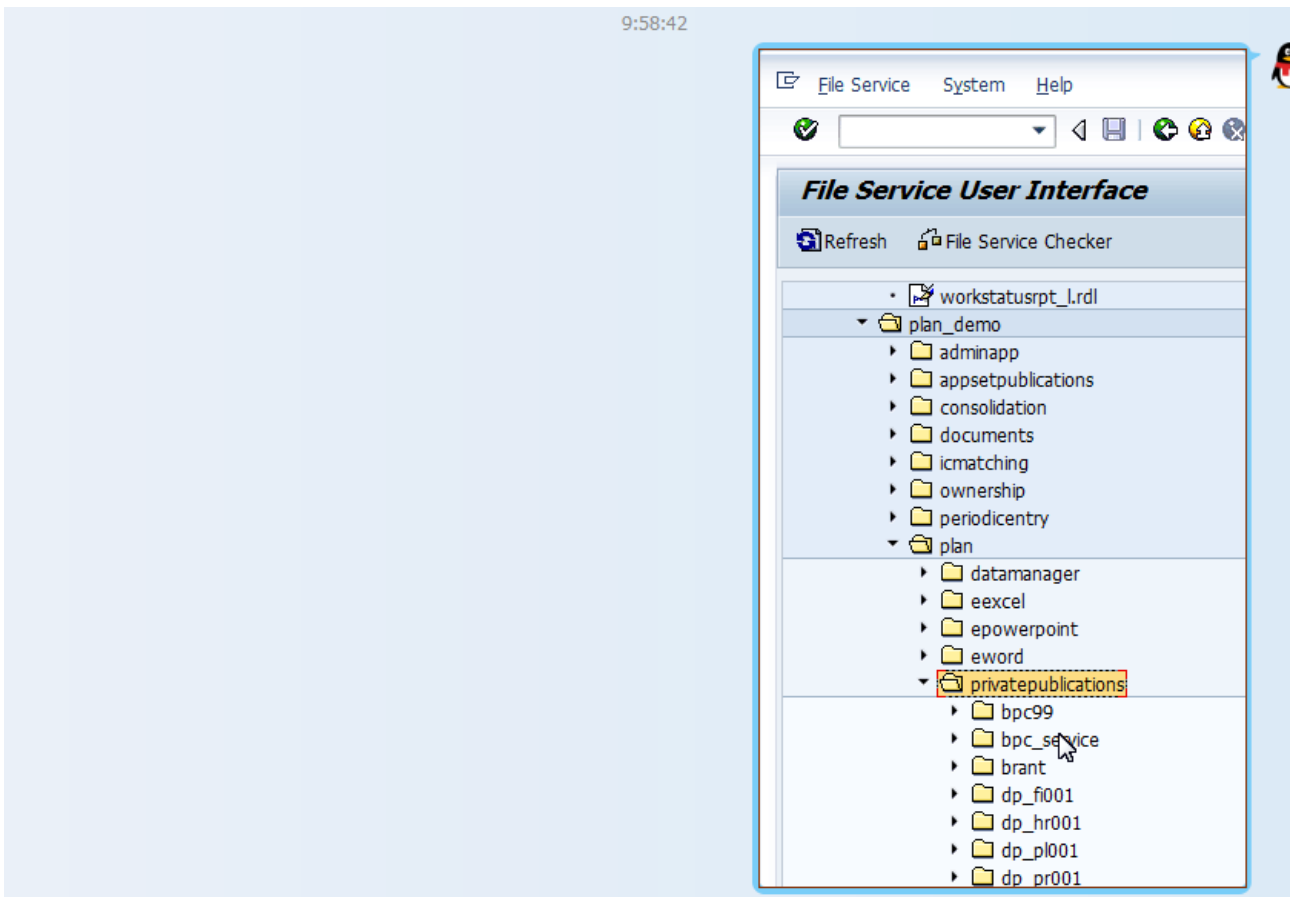 9:58:42
File Service System Help
File Service User Interface
Refresh File Service Checker
workstatusrpt_l.rdl
plan_demo
adminapp
appsetpublications
consolidation
documents
icmatching
ownership
periodicentry
plan
datamanager
eexcel
epowerpoint
eword
privatepublications
bpc99
bpc_service
brant
dp_fi001
dp_hr001
dp_pl001
dp_pr001